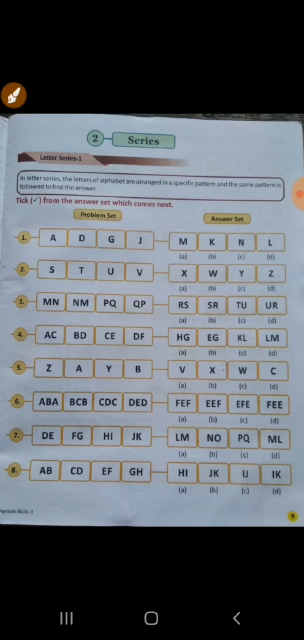 2 Series
Letter Series-1
In letter series, the letters of alphabet are arranged in a specific pattern and the same pattern is
followed to find the answer.
Tick (✓) from the answer set which comes next.
Problem Set Answer Set
1. A D G J M K N L
(a) (b) (c) (d)
2. S T U V X W Y Z
(a) (b) (c) (d)
3. MN NM PQ QP RS SR TU UR
(a) (b) (c) (d)
4. AC BD CE DF HG EG KL LM
(a) (b) (c) (d)
5. Z A Y B V X W C
(a) (b) (c) (d)
6. ABA BCB CDC DED FEF EEF EFE FEE
(a) (b) (c) (d)
7. DE FG HI JK LM NO PQ ML
(a) (b) (c) (d)
8. AB CD EF GH HI JK IJ IK
(a) (b) (c) (d)
9